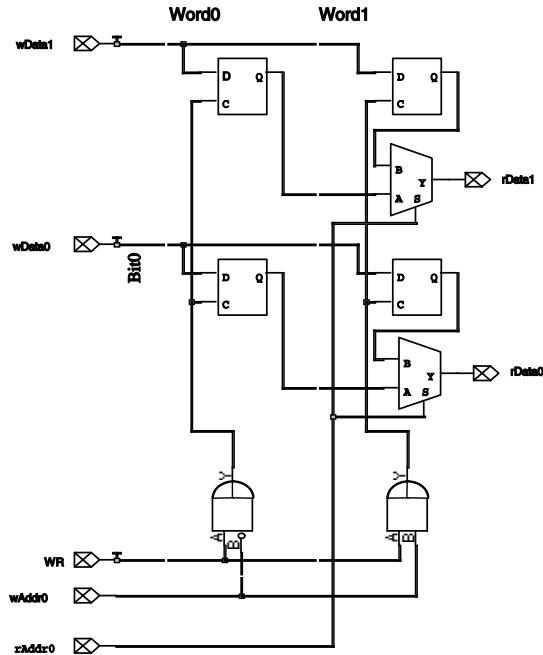 Word0 Word1
wData1
D Q
C
D Q
C
B
Y
A S
rData1
wData0
Bit0
D Q
C
D Q
C
B
Y
A S
rData0
Y
A B
Y
A B
WR
wAddr0
rAddr0